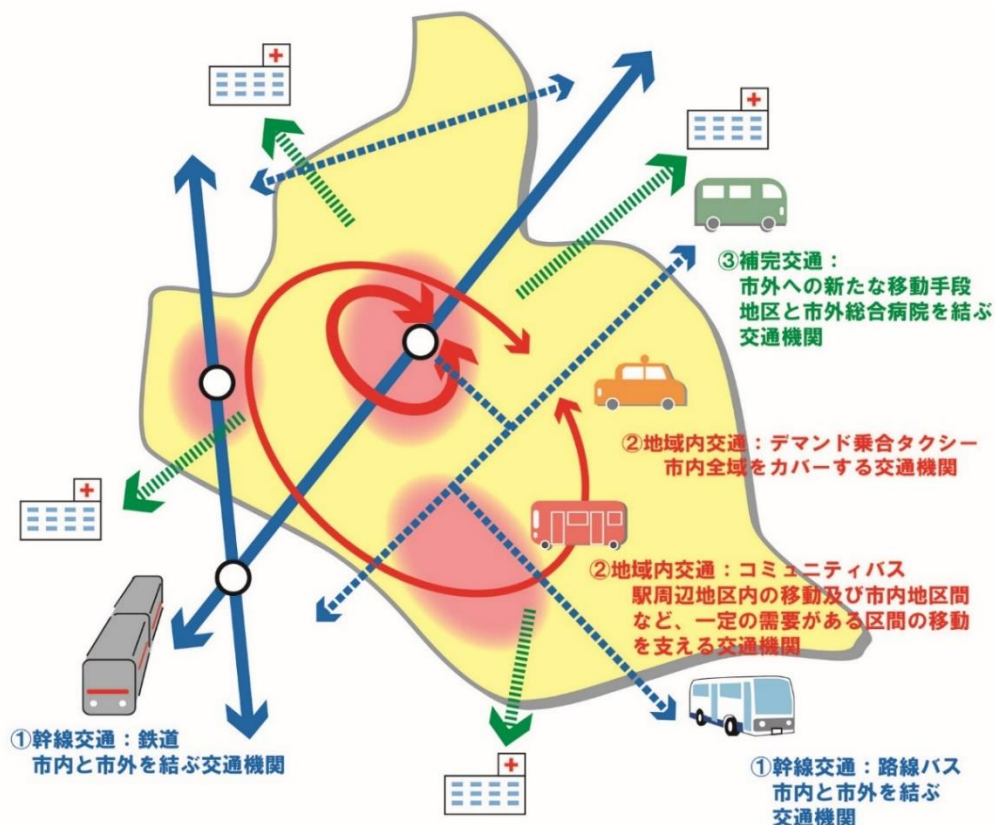 ③補完交通：
市外への新たな移動手段
地区と市外総合病院を結ぶ
交通機関
②地域内交通：デマンド乗合タクシー
市内全域をカバーする交通機関
②地域内交通：コミュニティバス
駅周辺地区内の移動及び市内地区間
など、一定の需要がある区間の移動
を支える交通機関
①幹線交通：鉄道
市内と市外を結ぶ交通機関
①幹線交通：路線バス
市内と市外を結ぶ
交通機関